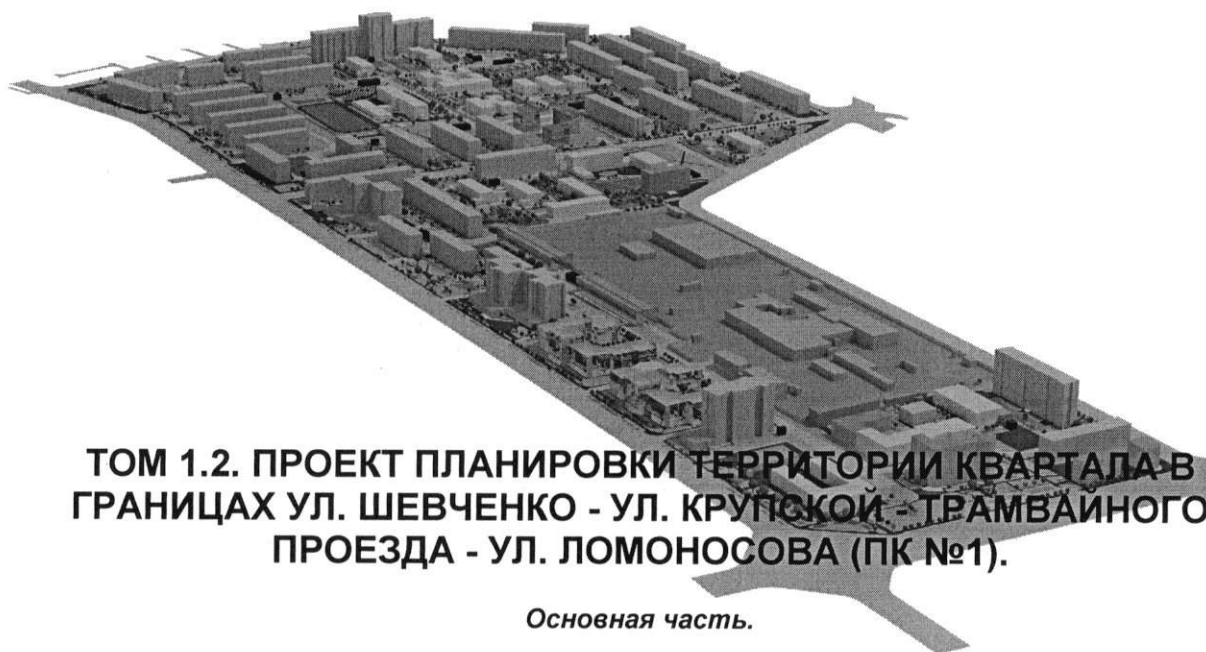 ТОМ 1.2. ПРОЕКТ ПЛАНИРОВКИ ТЕРРИТОРИИ КВАРТАЛА В
ГРАНИЦАХ УЛ. ШЕВЧЕНКО - УЛ. КРУПСКОЙ - ТРАМВАЙНОГО
ПРОЕЗДА - УЛ. ЛОМОНОСОВА (ПК №1).
Основная часть.